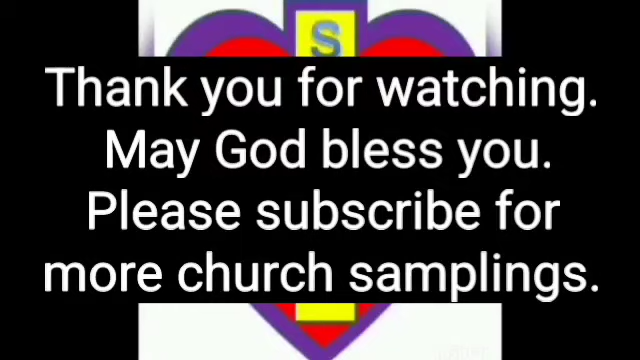 S
Thank you for watching.
May God bless you.
Please subscribe for
more church samplings.